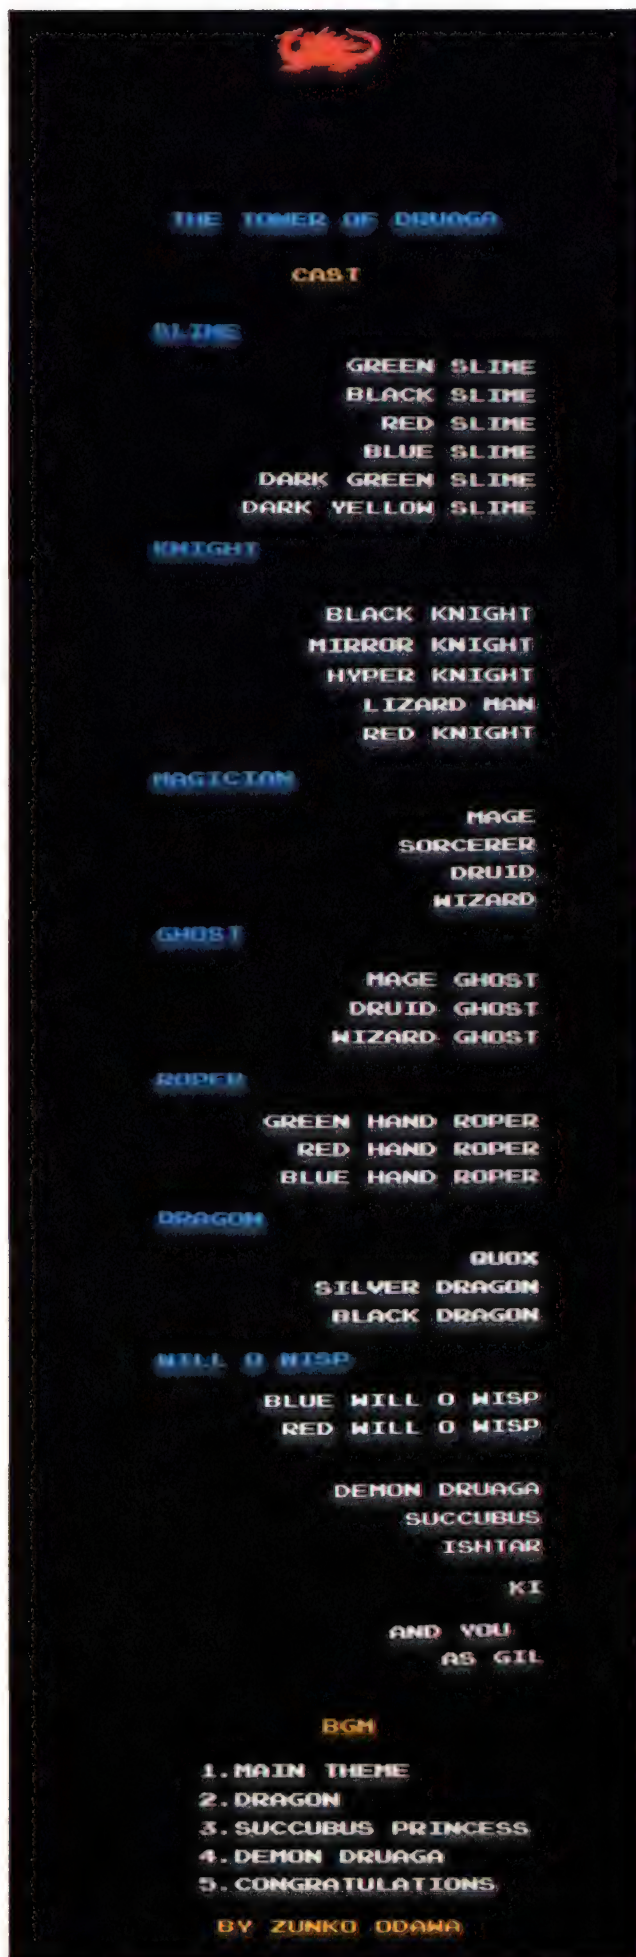 THE TOWER OF DRUAGA
CAST
SLIME
GREEN SLIME
BLACK SLIME
RED SLIME
BLUE SLIME
DARK GREEN SLIME
DARK YELLOW SLIME
KNIGHT
BLACK KNIGHT
MIRROR KNIGHT
HYPER KNIGHT
LIZARD MAN
RED KNIGHT
MAGICIAN
MAGE
SORCERER
DRUID
WIZARD
GHOST
MAGE GHOST
DRUID GHOST
WIZARD GHOST
ROPER
GREEN HAND ROPER
RED HAND ROPER
BLUE HAND ROPER
DRAGON
QUOX
SILVER DRAGON
BLACK DRAGON
WILL O WISP
BLUE WILL O WISP
RED WILL O WISP
DEMON DRUAGA
SUCCUBUS
ISHTAR
KI
AND YOU
AS GIL
BGM
1.MAIN THEME
2.DRAGON
3.SUCCUBUS PRINCESS
4.DEMON DRUAGA
5.CONGRATULATIONS
BY ZUNKO ODAWA